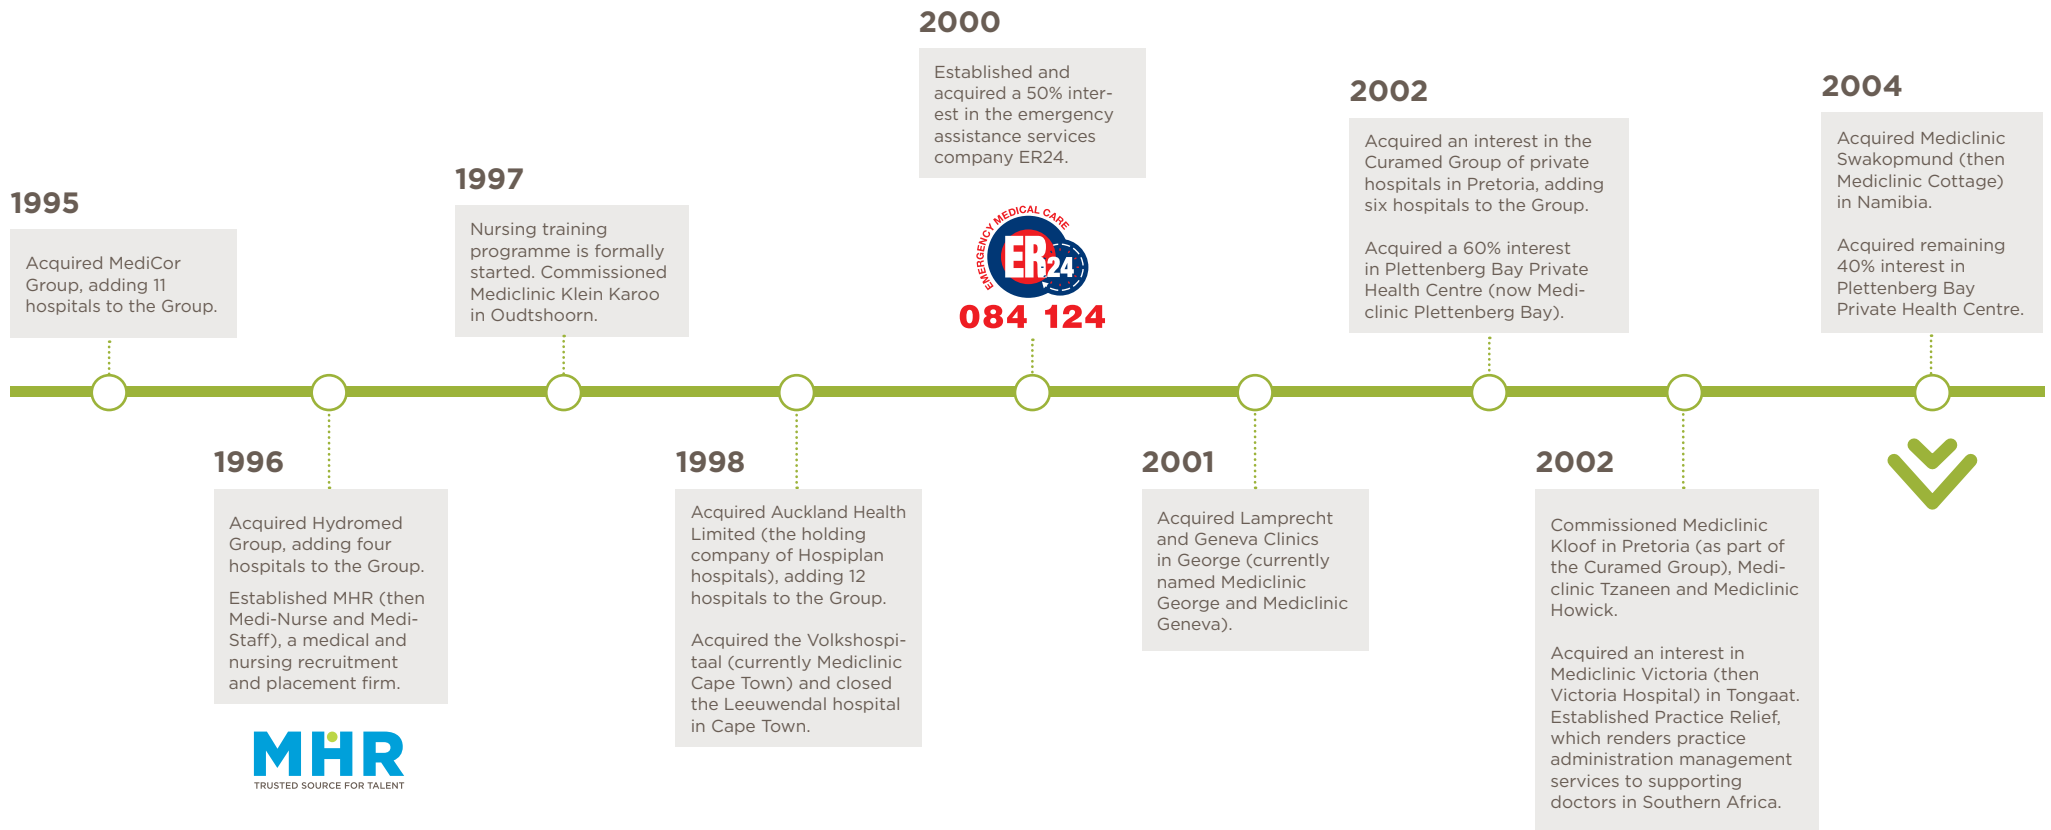 1995
Acquired MediCor
Group, adding 11
hospitals to the Group.
1996
Acquired Hydromed
Group, adding four
hospitals to the Group.
Established MHR (then
Medi-Nurse and Medi-
Staff), a medical and
nursing recruitment
and placement firm.
MHR
TRUSTED SOURCE FOR TALENT
1997
Nursing training
programme is formally
started. Commissioned
Mediclinic Klein Karoo
in Oudtshoorn.
1998
Acquired Auckland Health
Limited (the holding
company of Hospiplan
hospitals), adding 12
hospitals to the Group.
Acquired the Volkshospi-
taal (currently Mediclinic
Cape Town) and closed
the Leeuwendal hospital
in Cape Town.
2000
Established and
acquired a 50% inter-
est in the emergency
assistance services
company ER24.
EMERGENCY MEDICAL CARE
ER24
084 124
2001
Acquired Lamprecht
and Geneva Clinics
in George (currently
named Mediclinic
George and Mediclinic
Geneva).
2002
Acquired an interest in the
Curamed Group of private
hospitals in Pretoria, adding
six hospitals to the Group.
Acquired a 60% interest
in Plettenberg Bay Private
Health Centre (now Medi-
clinic Plettenberg Bay).
2002
Commissioned Mediclinic
Kloof in Pretoria (as part of
the Curamed Group), Medi-
clinic Tzaneen and Mediclinic
Howick.
Acquired an interest in
Mediclinic Victoria (then
Victoria Hospital) in Tongaat.
Established Practice Relief,
which renders practice
administration management
services to supporting
doctors in Southern Africa.
2004
Acquired Mediclinic
Swakopmund (then
Mediclinic Cottage)
in Namibia.
Acquired remaining
40% interest in
Plettenberg Bay
Private Health Centre.